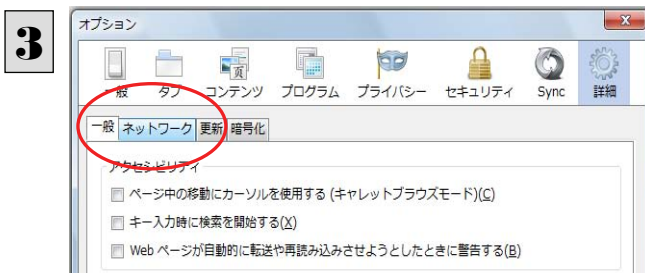 3
オプション
X
一般 タブ コンテンツ プログラム プライバシー セキュリティ Sync 詳細
一般 ネットワーク 更新 暗号化
アクセシビリティ
ページ中の移動にカーソルを使用する (キャレットブラウズモード)(C)
キー入力時に検索を開始する(X)
Web ページが自動的に転送や再読み込みさせようとしたときに警告する(B)